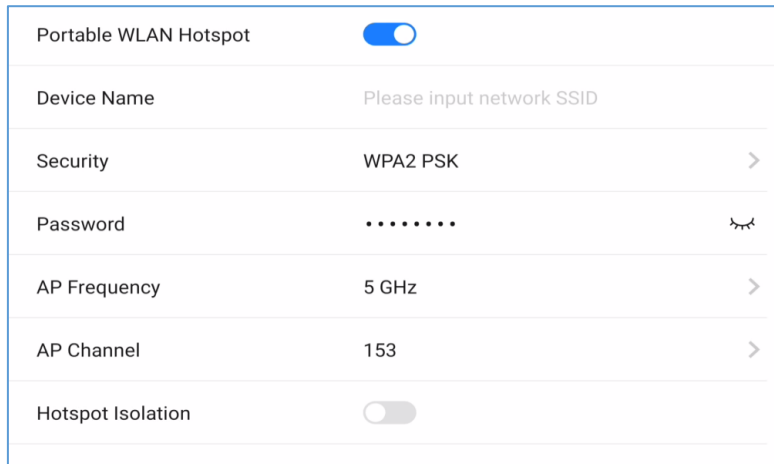 Portable WLAN Hotspot
Device Name Please input network SSID
Security WPA2 PSK
Password ••••••••
AP Frequency 5 GHz
AP Channel 153
Hotspot Isolation